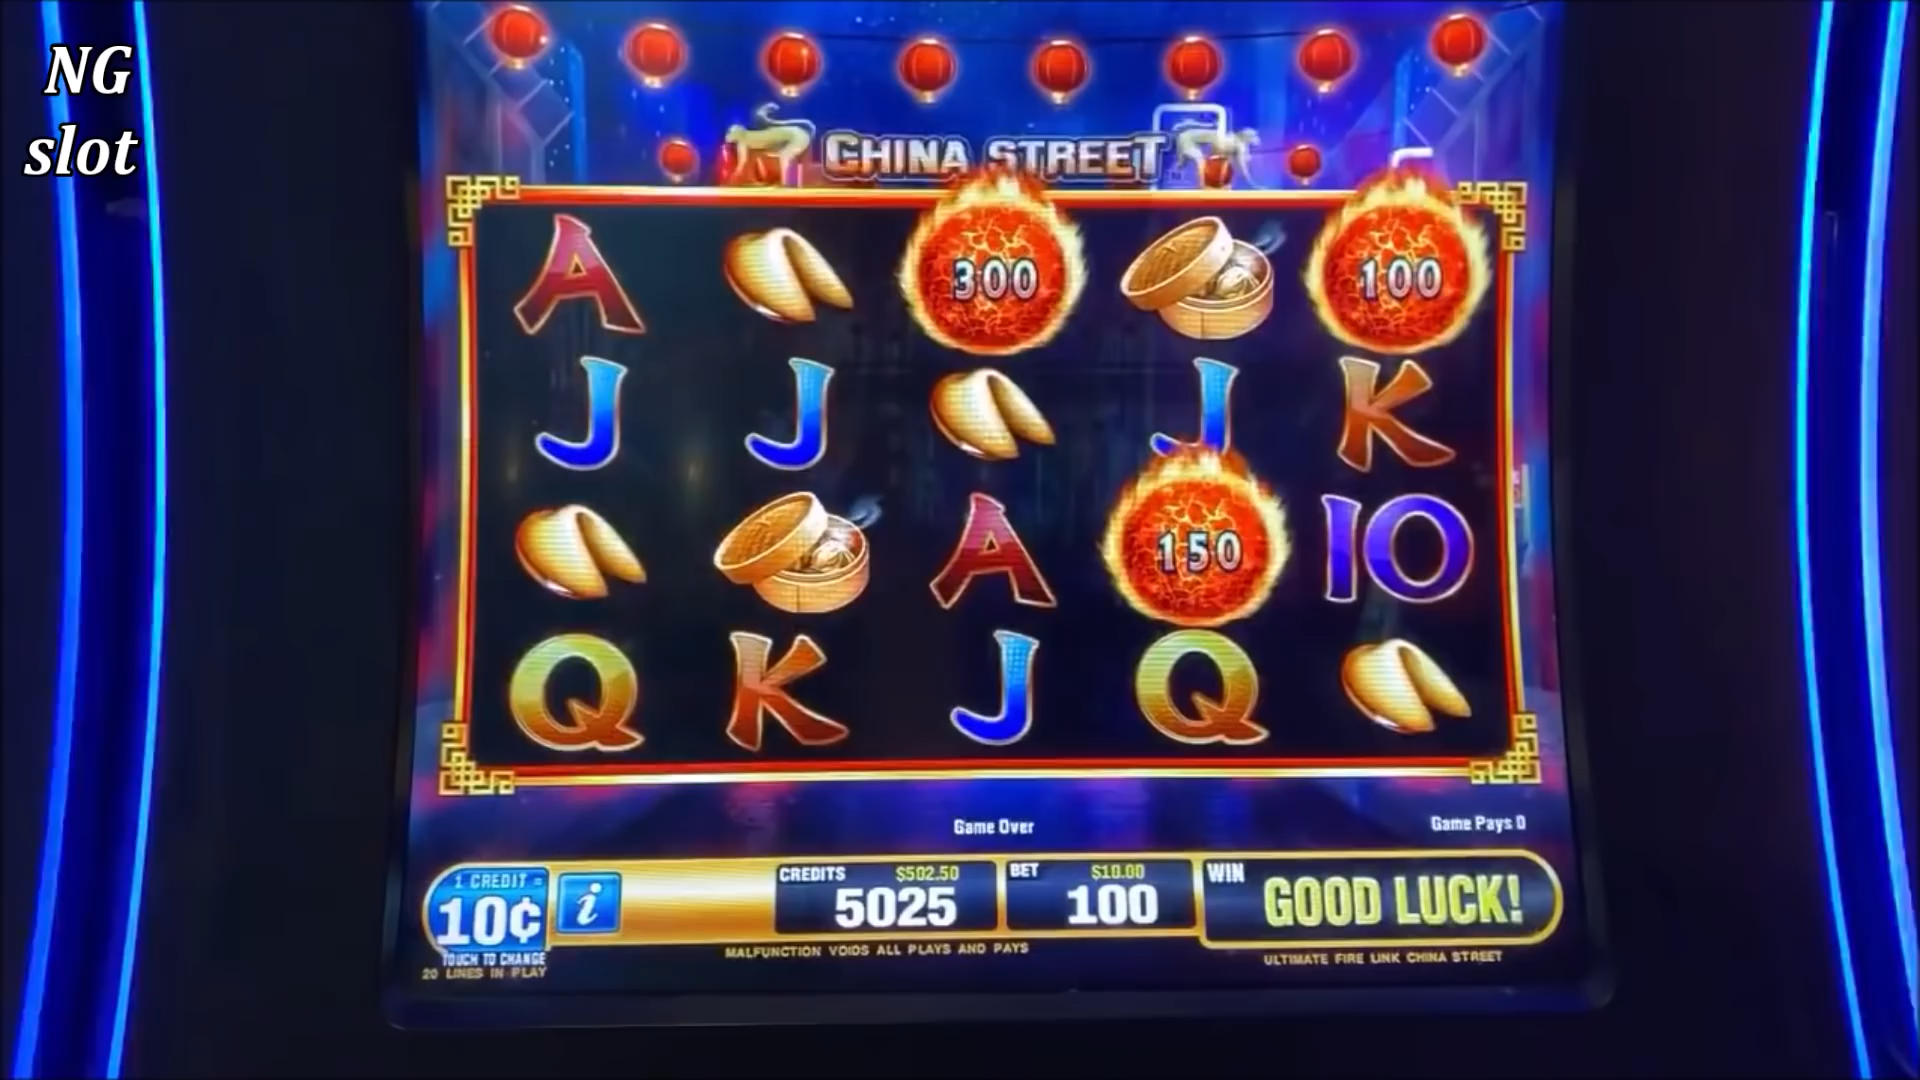 NG
slot
CHINA STREET
A 300 100
J J J K
A 150 10
Q K J Q
Game Over
Game Pays 0
1 CREDIT =
10¢
TOUCH TO CHANGE
20 LINES IN PLAY
i
CREDITS $502.50
5025
BET $10.00
100
WIN
GOOD LUCK!
MALFUNCTION VOIDS ALL PLAYS AND PAYS
ULTIMATE FIRE LINK CHINA STREET